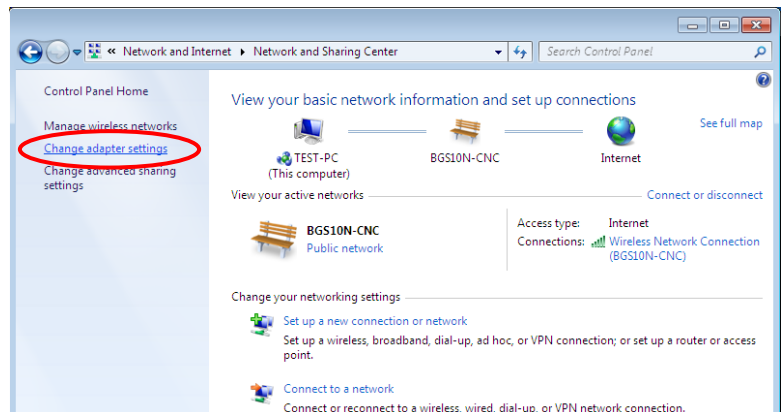 « Network and Internet ▸ Network and Sharing Center
Search Control Panel
Control Panel Home
Manage wireless networks
Change adapter settings
Change advanced sharing
settings
View your basic network information and set up connections
See full map
TEST-PC
(This computer)
BGS10N-CNC
Internet
View your active networks
Connect or disconnect
BGS10N-CNC
Public network
Access type: Internet
Connections: Wireless Network Connection
(BGS10N-CNC)
Change your networking settings
Set up a new connection or network
Set up a wireless, broadband, dial-up, ad hoc, or VPN connection; or set up a router or access
point.
Connect to a network
Connect or reconnect to a wireless, wired, dial-up, or VPN network connection.